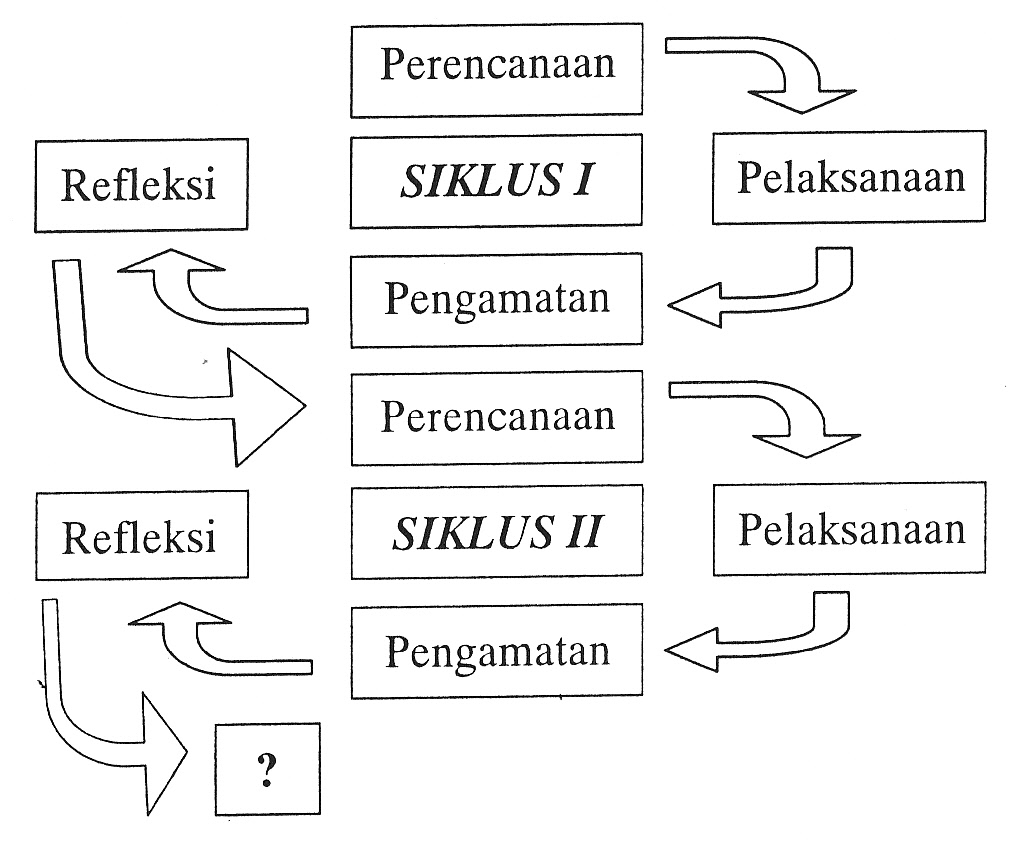 Perencanaan
Refleksi
SIKLUS I
Pelaksanaan
Pengamatan
Perencanaan
Refleksi
SIKLUS II
Pelaksanaan
Pengamatan
?